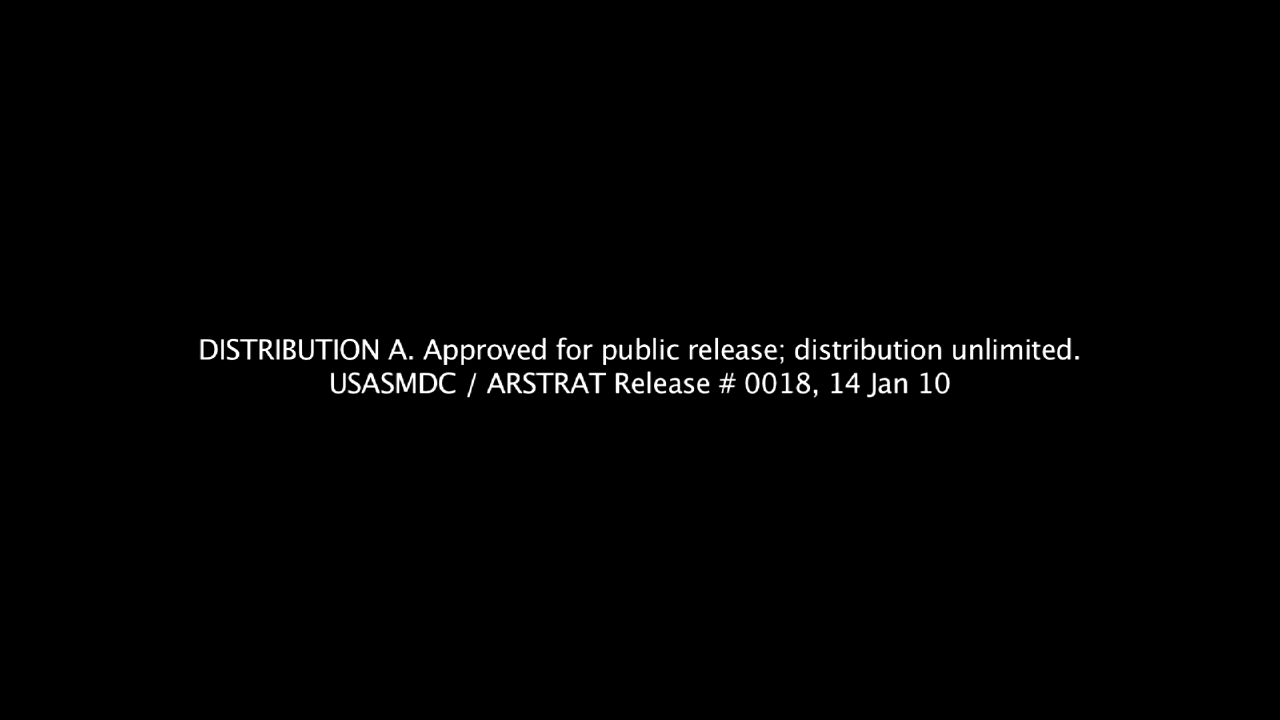 DISTRIBUTION A. Approved for public release; distribution unlimited.
USASMDC / ARSTRAT Release # 0018, 14 Jan 10